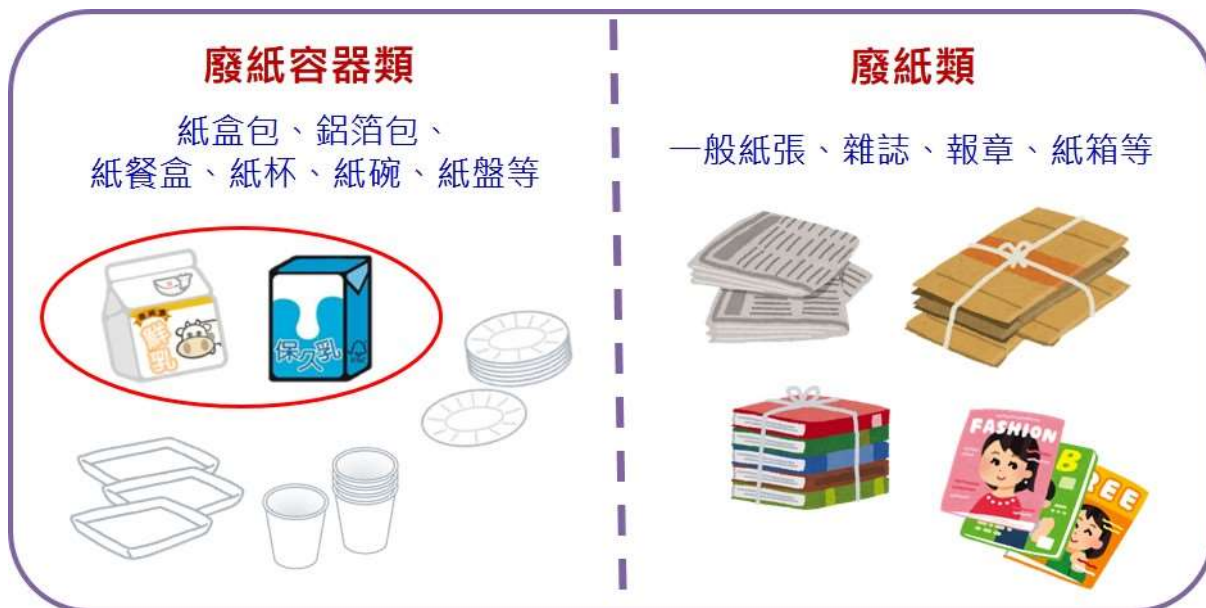 廢紙容器類
紙盒包、鋁箔包、
紙餐盒、紙杯、紙碗、紙盤等
鮮乳
保久乳
廢紙類
一般紙張、雜誌、報章、紙箱等
FASHION
B
REE